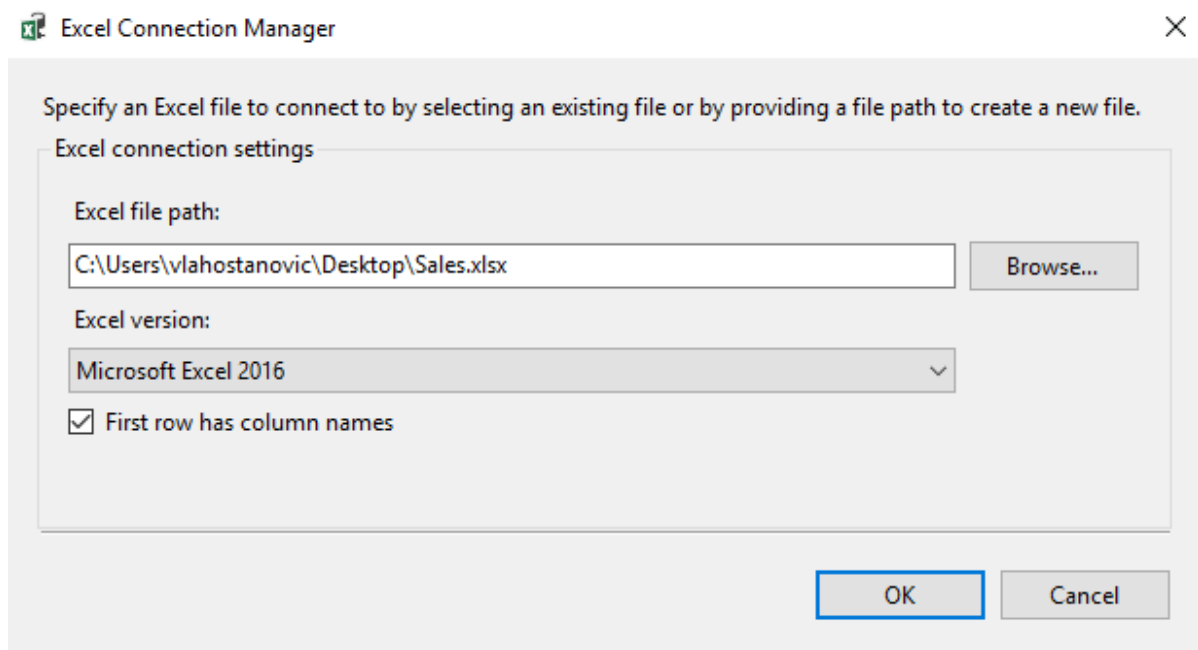 Excel Connection Manager
Specify an Excel file to connect to by selecting an existing file or by providing a file path to create a new file.
Excel connection settings
Excel file path:
C:\Users\vlahostanovic\Desktop\Sales.xlsx
Browse...
Excel version:
Microsoft Excel 2016
First row has column names
OK
Cancel